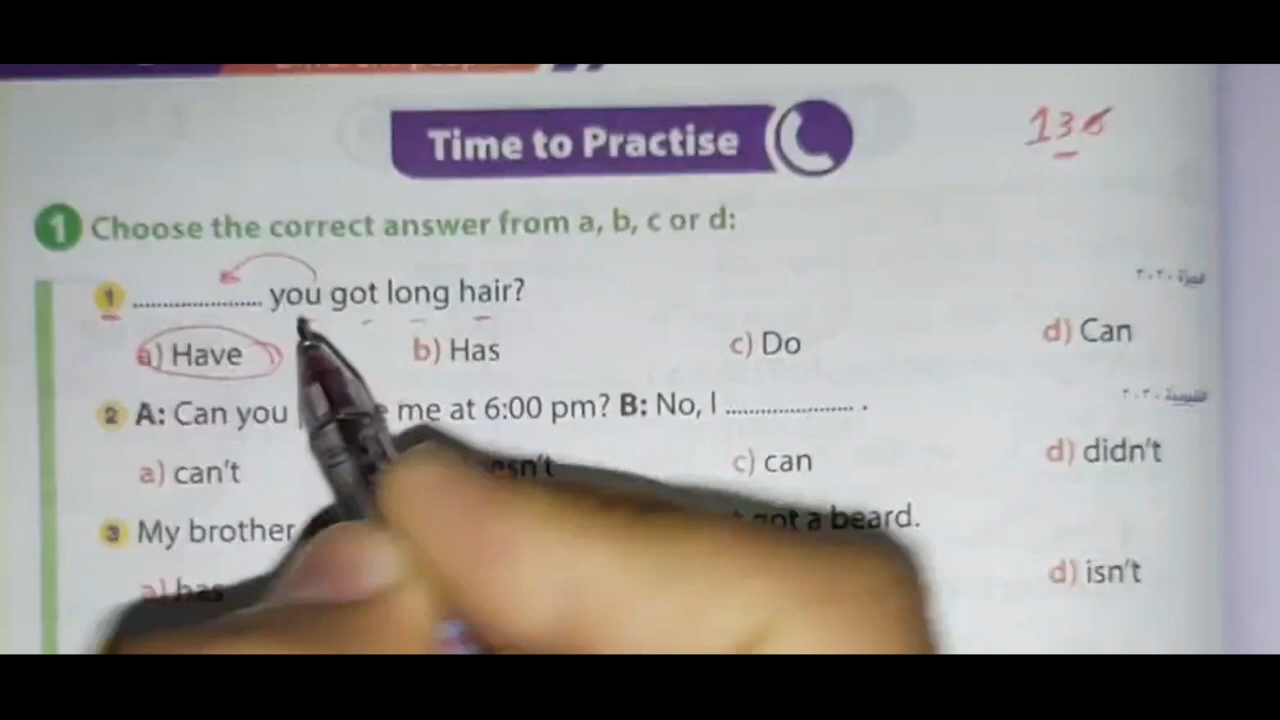 Time to Practise
136
1 Choose the correct answer from a, b, c or d:
1 ..................... you got long hair?
a) Have b) Has c) Do d) Can
2 A: Can you me at 6:00 pm? B: No, I ..................... .
a) can't c) can d) didn't
3 My brother got a beard.
a) has d) isn't